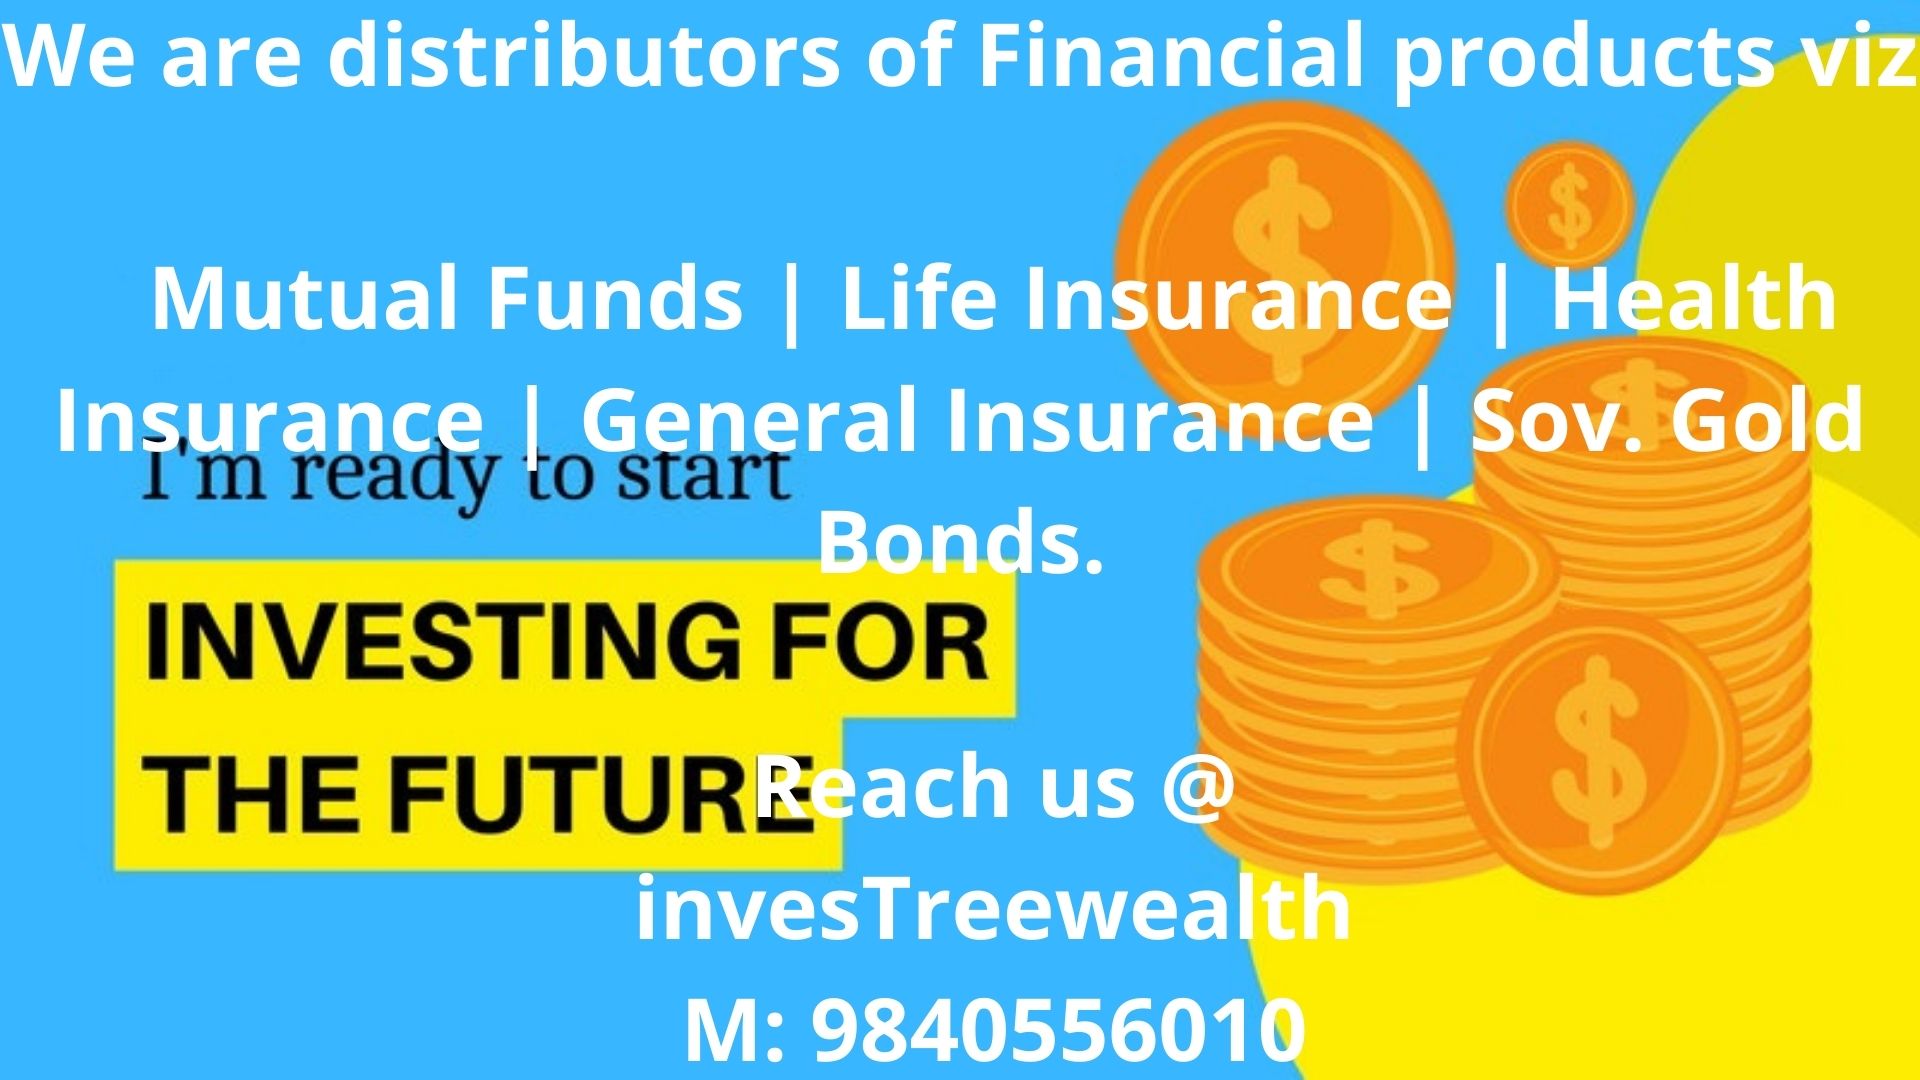 We are distributors of Financial products viz
Mutual Funds | Life Insurance | Health
Insurance | General Insurance | Sov. Gold
Bonds.
I'm ready to start
INVESTING FOR
THE FUTURE
Reach us @
invesTreewealth
M: 9840556010